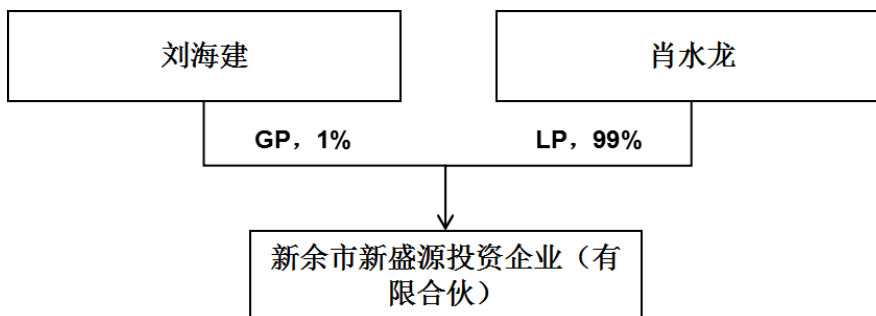 刘海建
肖水龙
GP，1%
LP，99%
新余市新盛源投资企业（有
限合伙）